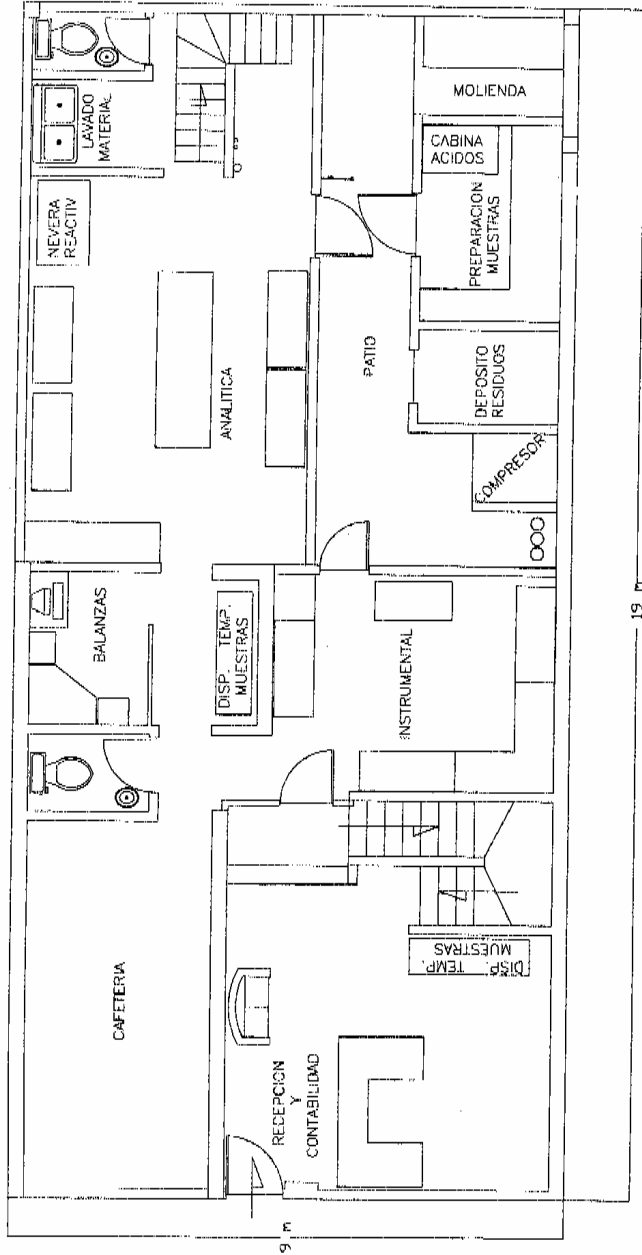 LAVADO
MATERIAL
NEVERA
REACTIV
MOLIENDA
CABINA
ACIDOS
PREPARACION
MUESTRAS
ANALITICA
PATIO
DEPOSITO
RESIDUOS
COMPRESOR
BALANZAS
DISP. TEMP.
MUESTRAS
INSTRUMENTAL
CAFETERIA
DISP. TEMP.
MUESTRAS
RECEPCION
Y
CONTABILIDAD
9 m
19 m